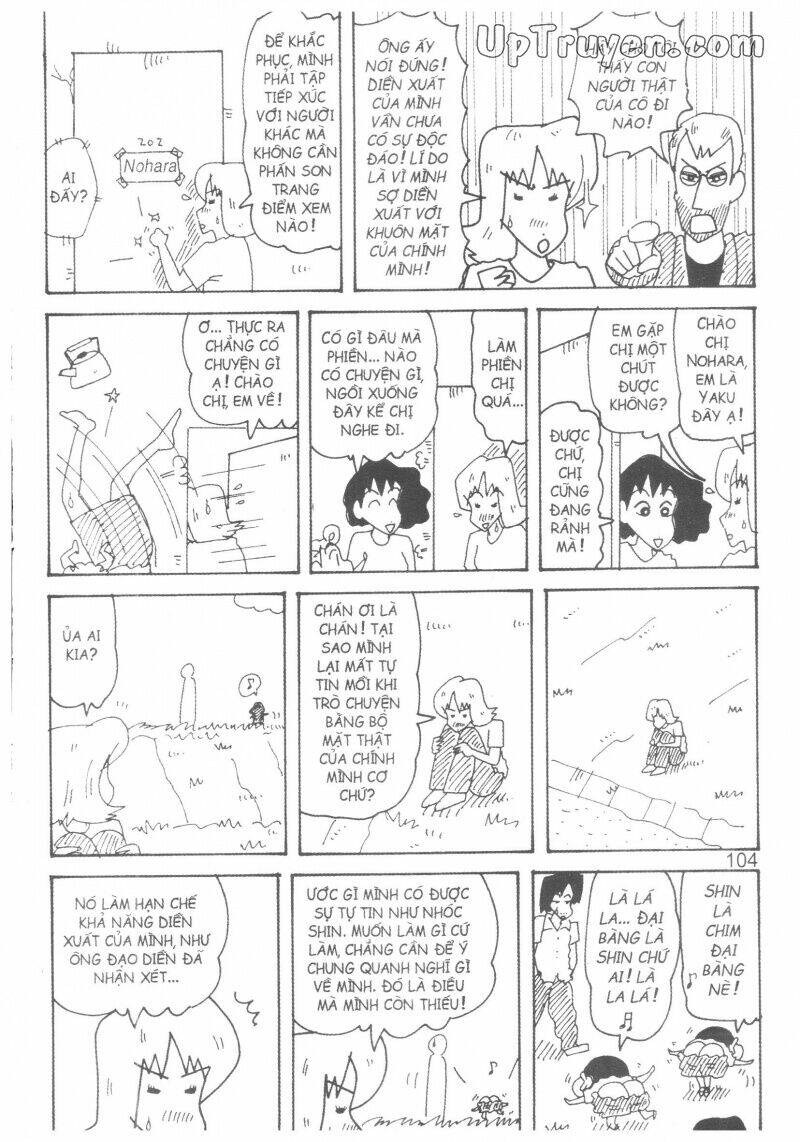 UpTruyen.com
HÃY CHO TÔI
THẤY CON
NGƯỜI THẬT
CỦA CÔ ĐI
NÀO!
ÔNG ẤY
NÓI ĐÚNG!
DIỄN XUẤT
CỦA MÌNH
VẪN CHƯA
CÓ SỰ ĐỘC
ĐÁO! LÍ DO
LÀ VÌ MÌNH
SỢ DIỄN
XUẤT VỚI
KHUÔN MẶT
CỦA CHÍNH
MÌNH!
ĐỂ KHẮC
PHỤC, MÌNH
PHẢI TẬP
TIẾP XÚC
VỚI NGƯỜI
KHÁC MÀ
KHÔNG CẦN
PHẤN SON
TRANG
ĐIỂM XEM
NÀO!
202
Nohara
AI
ĐẤY?
CHÀO
CHỊ
NOHARA,
EM LÀ
YAKU
ĐÂY Ạ!
EM GẶP
CHỊ MỘT
CHÚT
ĐƯỢC
KHÔNG?
ĐƯỢC
CHỨ,
CHỊ
CŨNG
ĐANG
RẢNH
MÀ!
LÀM
PHIỀN
CHỊ
QUÁ...
CÓ GÌ ĐÂU MÀ
PHIỀN... NÀO
CÓ CHUYỆN GÌ,
NGỒI XUỐNG
ĐÂY KỂ CHỊ
NGHE ĐI.
Ơ... THỰC RA
CHẲNG CÓ
CHUYỆN GÌ
Ạ! CHÀO
CHỊ, EM VỀ!
CHÁN ƠI LÀ
CHÁN! TẠI
SAO MÌNH
LẠI MẤT TỰ
TIN MỖI KHI
TRÒ CHUYỆN
BẰNG BỘ
MẶT THẬT
CỦA CHÍNH
MÌNH CƠ
CHỨ?
ỦA AI
KIA?
104
SHIN
LÀ
CHIM
ĐẠI
BÀNG
NÈ!
LÀ LÁ
LA... ĐẠI
BÀNG LÀ
SHIN CHỨ
AI! LÀ
LA LÁ!
ƯỚC GÌ MÌNH CÓ ĐƯỢC
SỰ TỰ TIN NHƯ NHÓC
SHIN. MUỐN LÀM GÌ CỨ
LÀM, CHẲNG CẦN ĐỂ Ý
CHUNG QUANH NGHĨ GÌ
VỀ MÌNH. ĐÓ LÀ ĐIỀU
MÀ MÌNH CÒN THIẾU!
NÓ LÀM HẠN CHẾ
KHẢ NĂNG DIỄN
XUẤT CỦA MÌNH, NHƯ
ÔNG ĐẠO DIỄN ĐÃ
NHẬN XÉT...